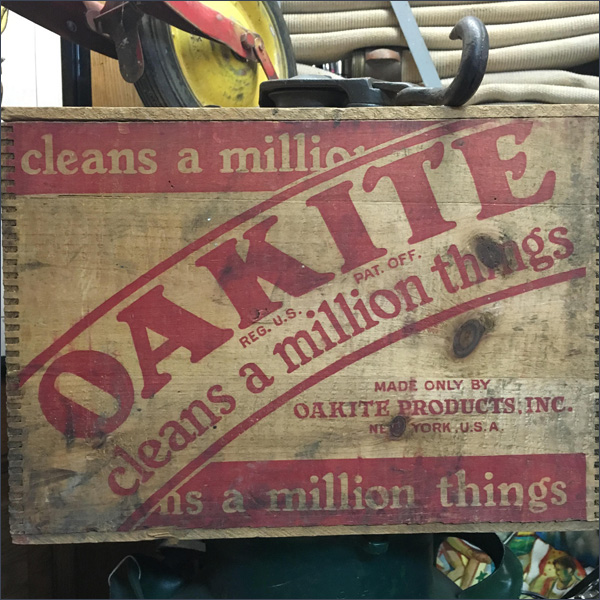 cleans a million
OAKITE
REG. U.S. PAT. OFF.
cleans a million things
MADE ONLY BY
OAKITE PRODUCTS, INC.
NEW YORK, U.S.A.
ns a million things